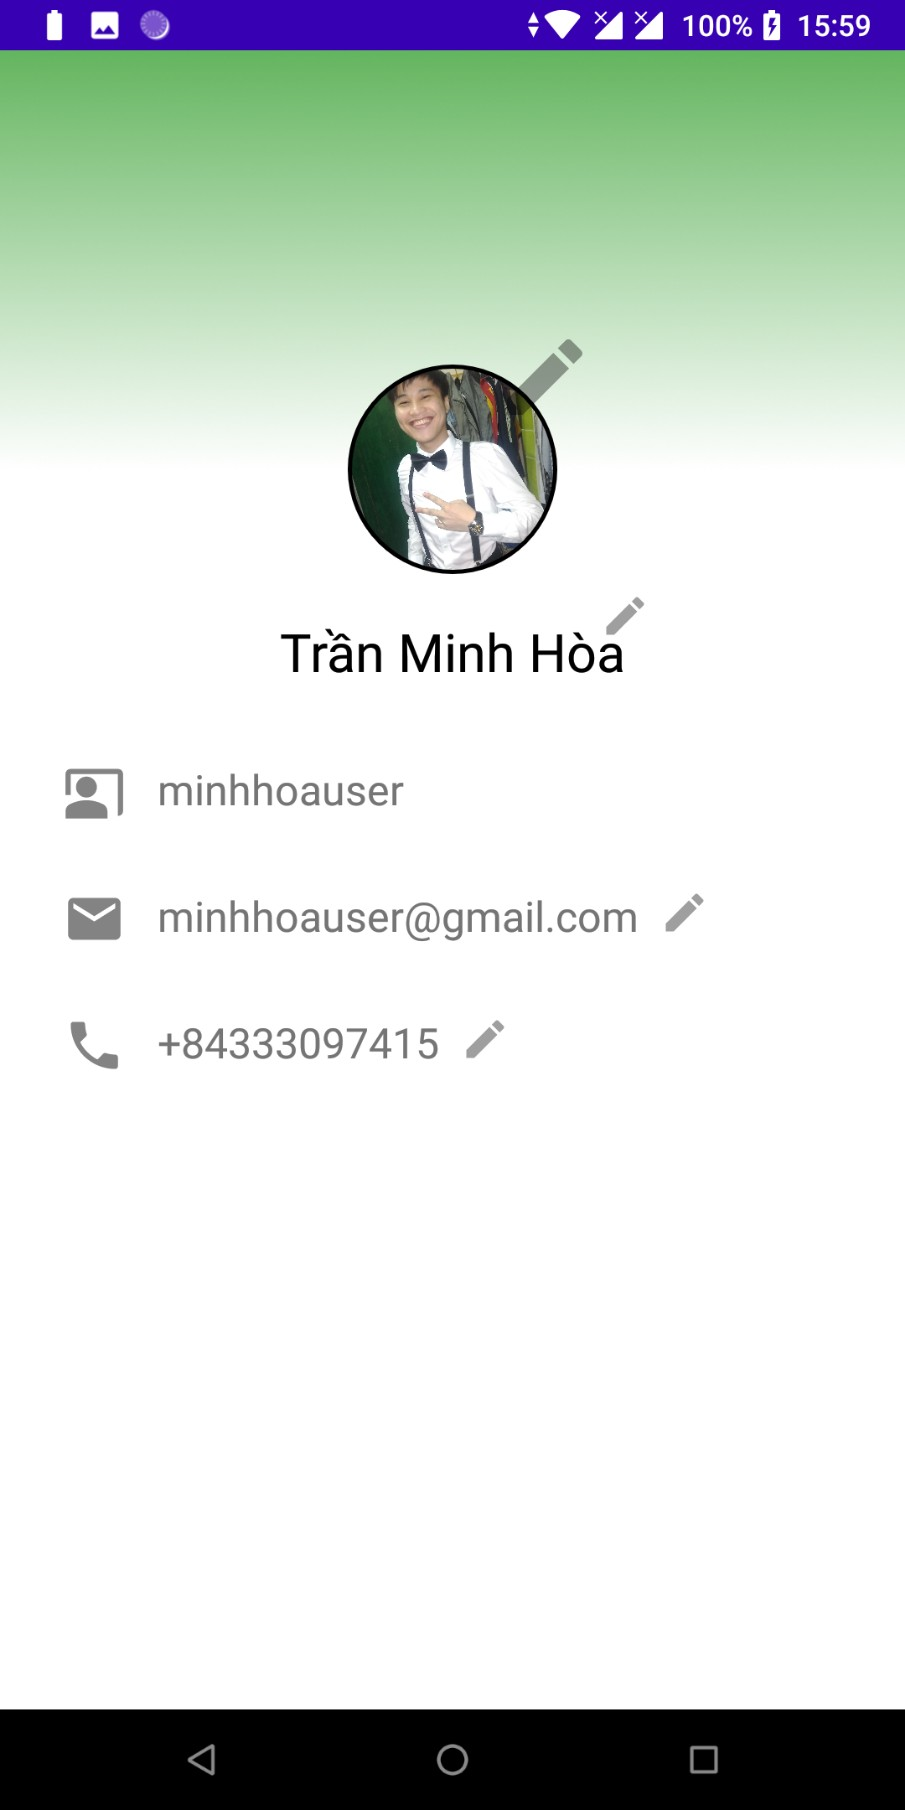 100% 15:59
Trần Minh Hòa
minhhoauser
minhhoauser@gmail.com
+84333097415